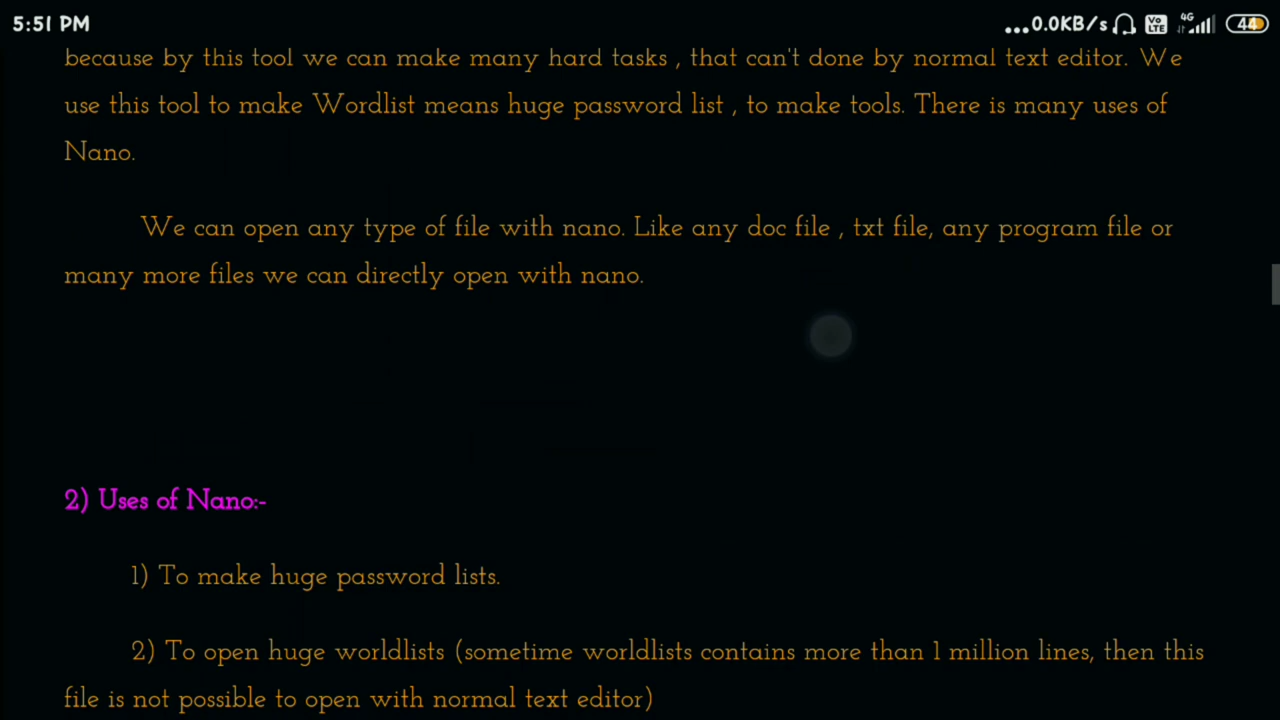 5:51 PM
...0.0KB/s Vo LTE 4G 44
because by this tool we can make many hard tasks , that can't done by normal text editor. We
use this tool to make Wordlist means huge password list , to make tools. There is many uses of
Nano.
We can open any type of file with nano. Like any doc file , txt file, any program file or
many more files we can directly open with nano.
2) Uses of Nano:-
1) To make huge password lists.
2) To open huge worldlists (sometime worldlists contains more than 1 million lines, then this
file is not possible to open with normal text editor)